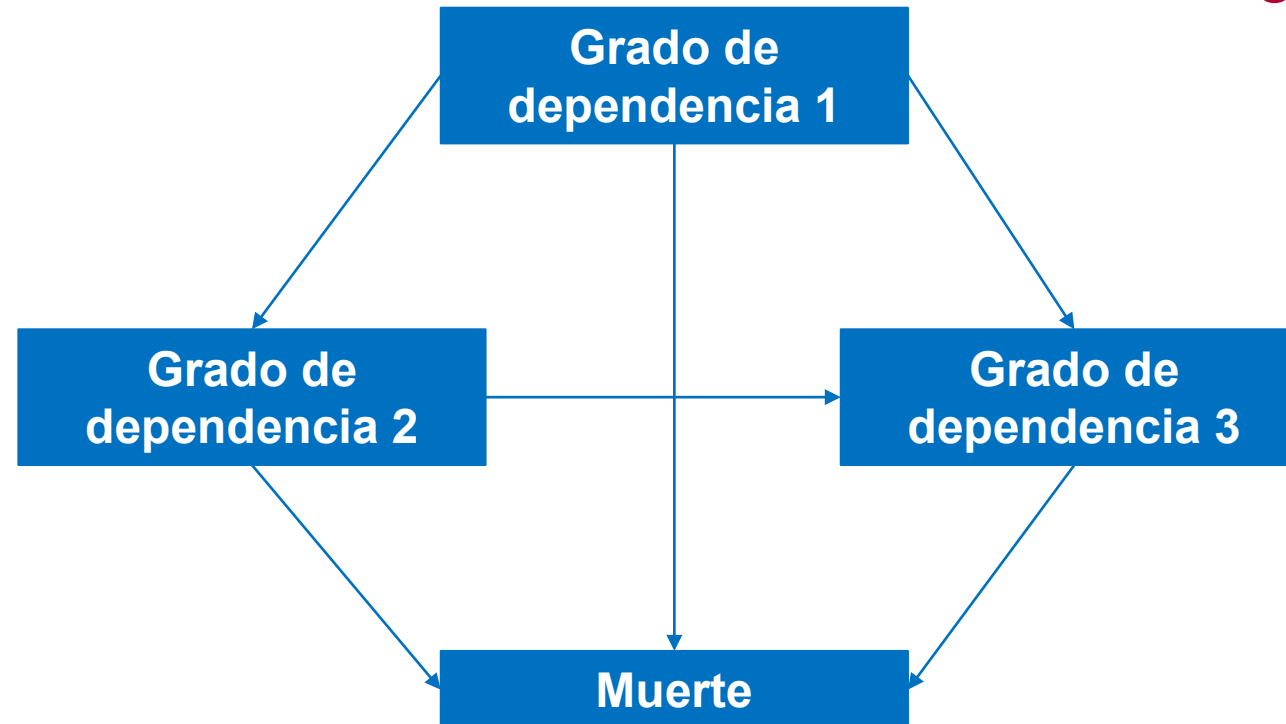 Grado de
dependencia 1
Grado de
dependencia 2
Grado de
dependencia 3
Muerte